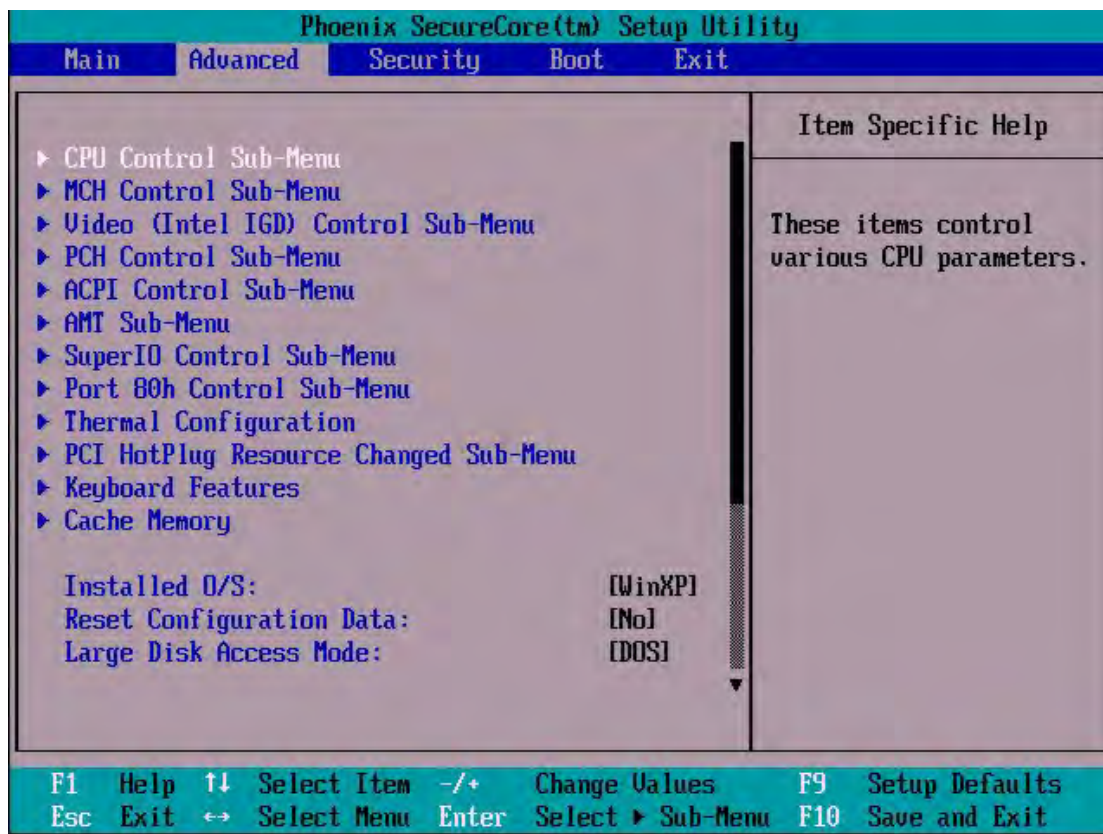 Phoenix SecureCore(tm) Setup Utility
Main Advanced Security Boot Exit
Item Specific Help
▶ CPU Control Sub-Menu
▶ MCH Control Sub-Menu
▶ Video (Intel IGD) Control Sub-Menu
These items control
▶ PCH Control Sub-Menu
various CPU parameters.
▶ ACPI Control Sub-Menu
▶ AMT Sub-Menu
▶ SuperIO Control Sub-Menu
▶ Port 80h Control Sub-Menu
▶ Thermal Configuration
▶ PCI HotPlug Resource Changed Sub-Menu
▶ Keyboard Features
▶ Cache Memory
Installed O/S: [WinXP]
Reset Configuration Data: [No]
Large Disk Access Mode: [DOS]
F1 Help ↑↓ Select Item -/+ Change Values F9 Setup Defaults
Esc Exit ↔ Select Menu Enter Select ▶ Sub-Menu F10 Save and Exit